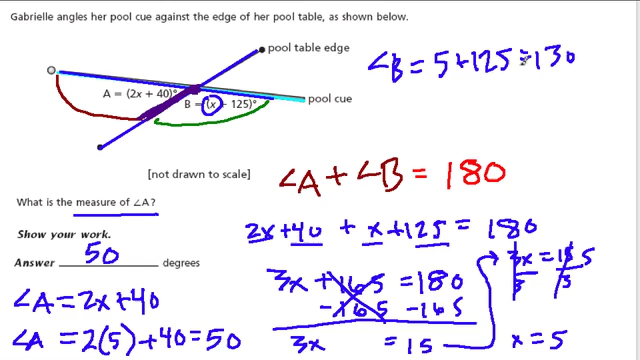 Gabrielle angles her pool cue against the edge of her pool table, as shown below.
pool table edge
∠B = 5 + 125 = 130
A = (2x + 40)°
B = (x + 125)°
pool cue
[not drawn to scale]
∠A + ∠B = 180
What is the measure of ∠A?
Show your work.
Answer 50 degrees
2x + 40 + x + 125 = 180
3x + 165 = 180
-165 -165
3x = 15
3x = 15
3 3
5
x = 5
∠A = 2x + 40
∠A = 2(5) + 40 = 50